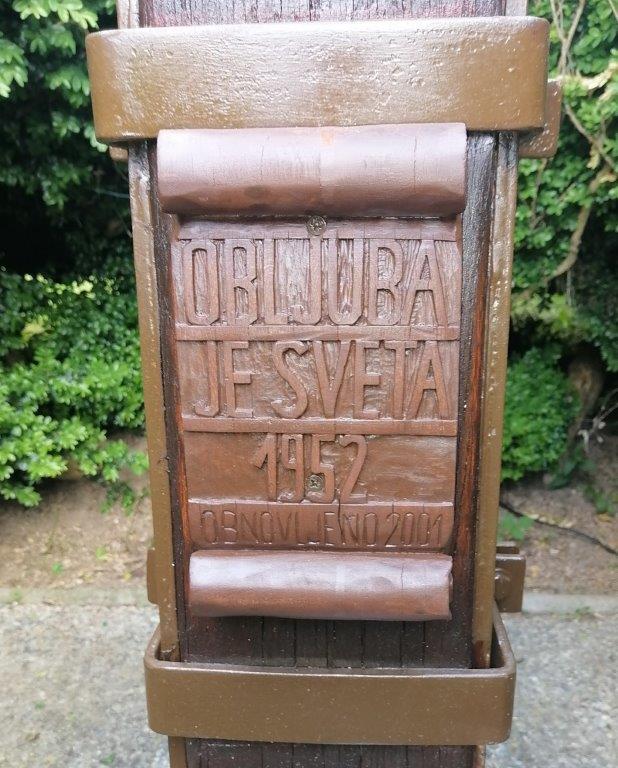 OBLJUBA
JE SVETA
1952
OBNOVLJENO 2001